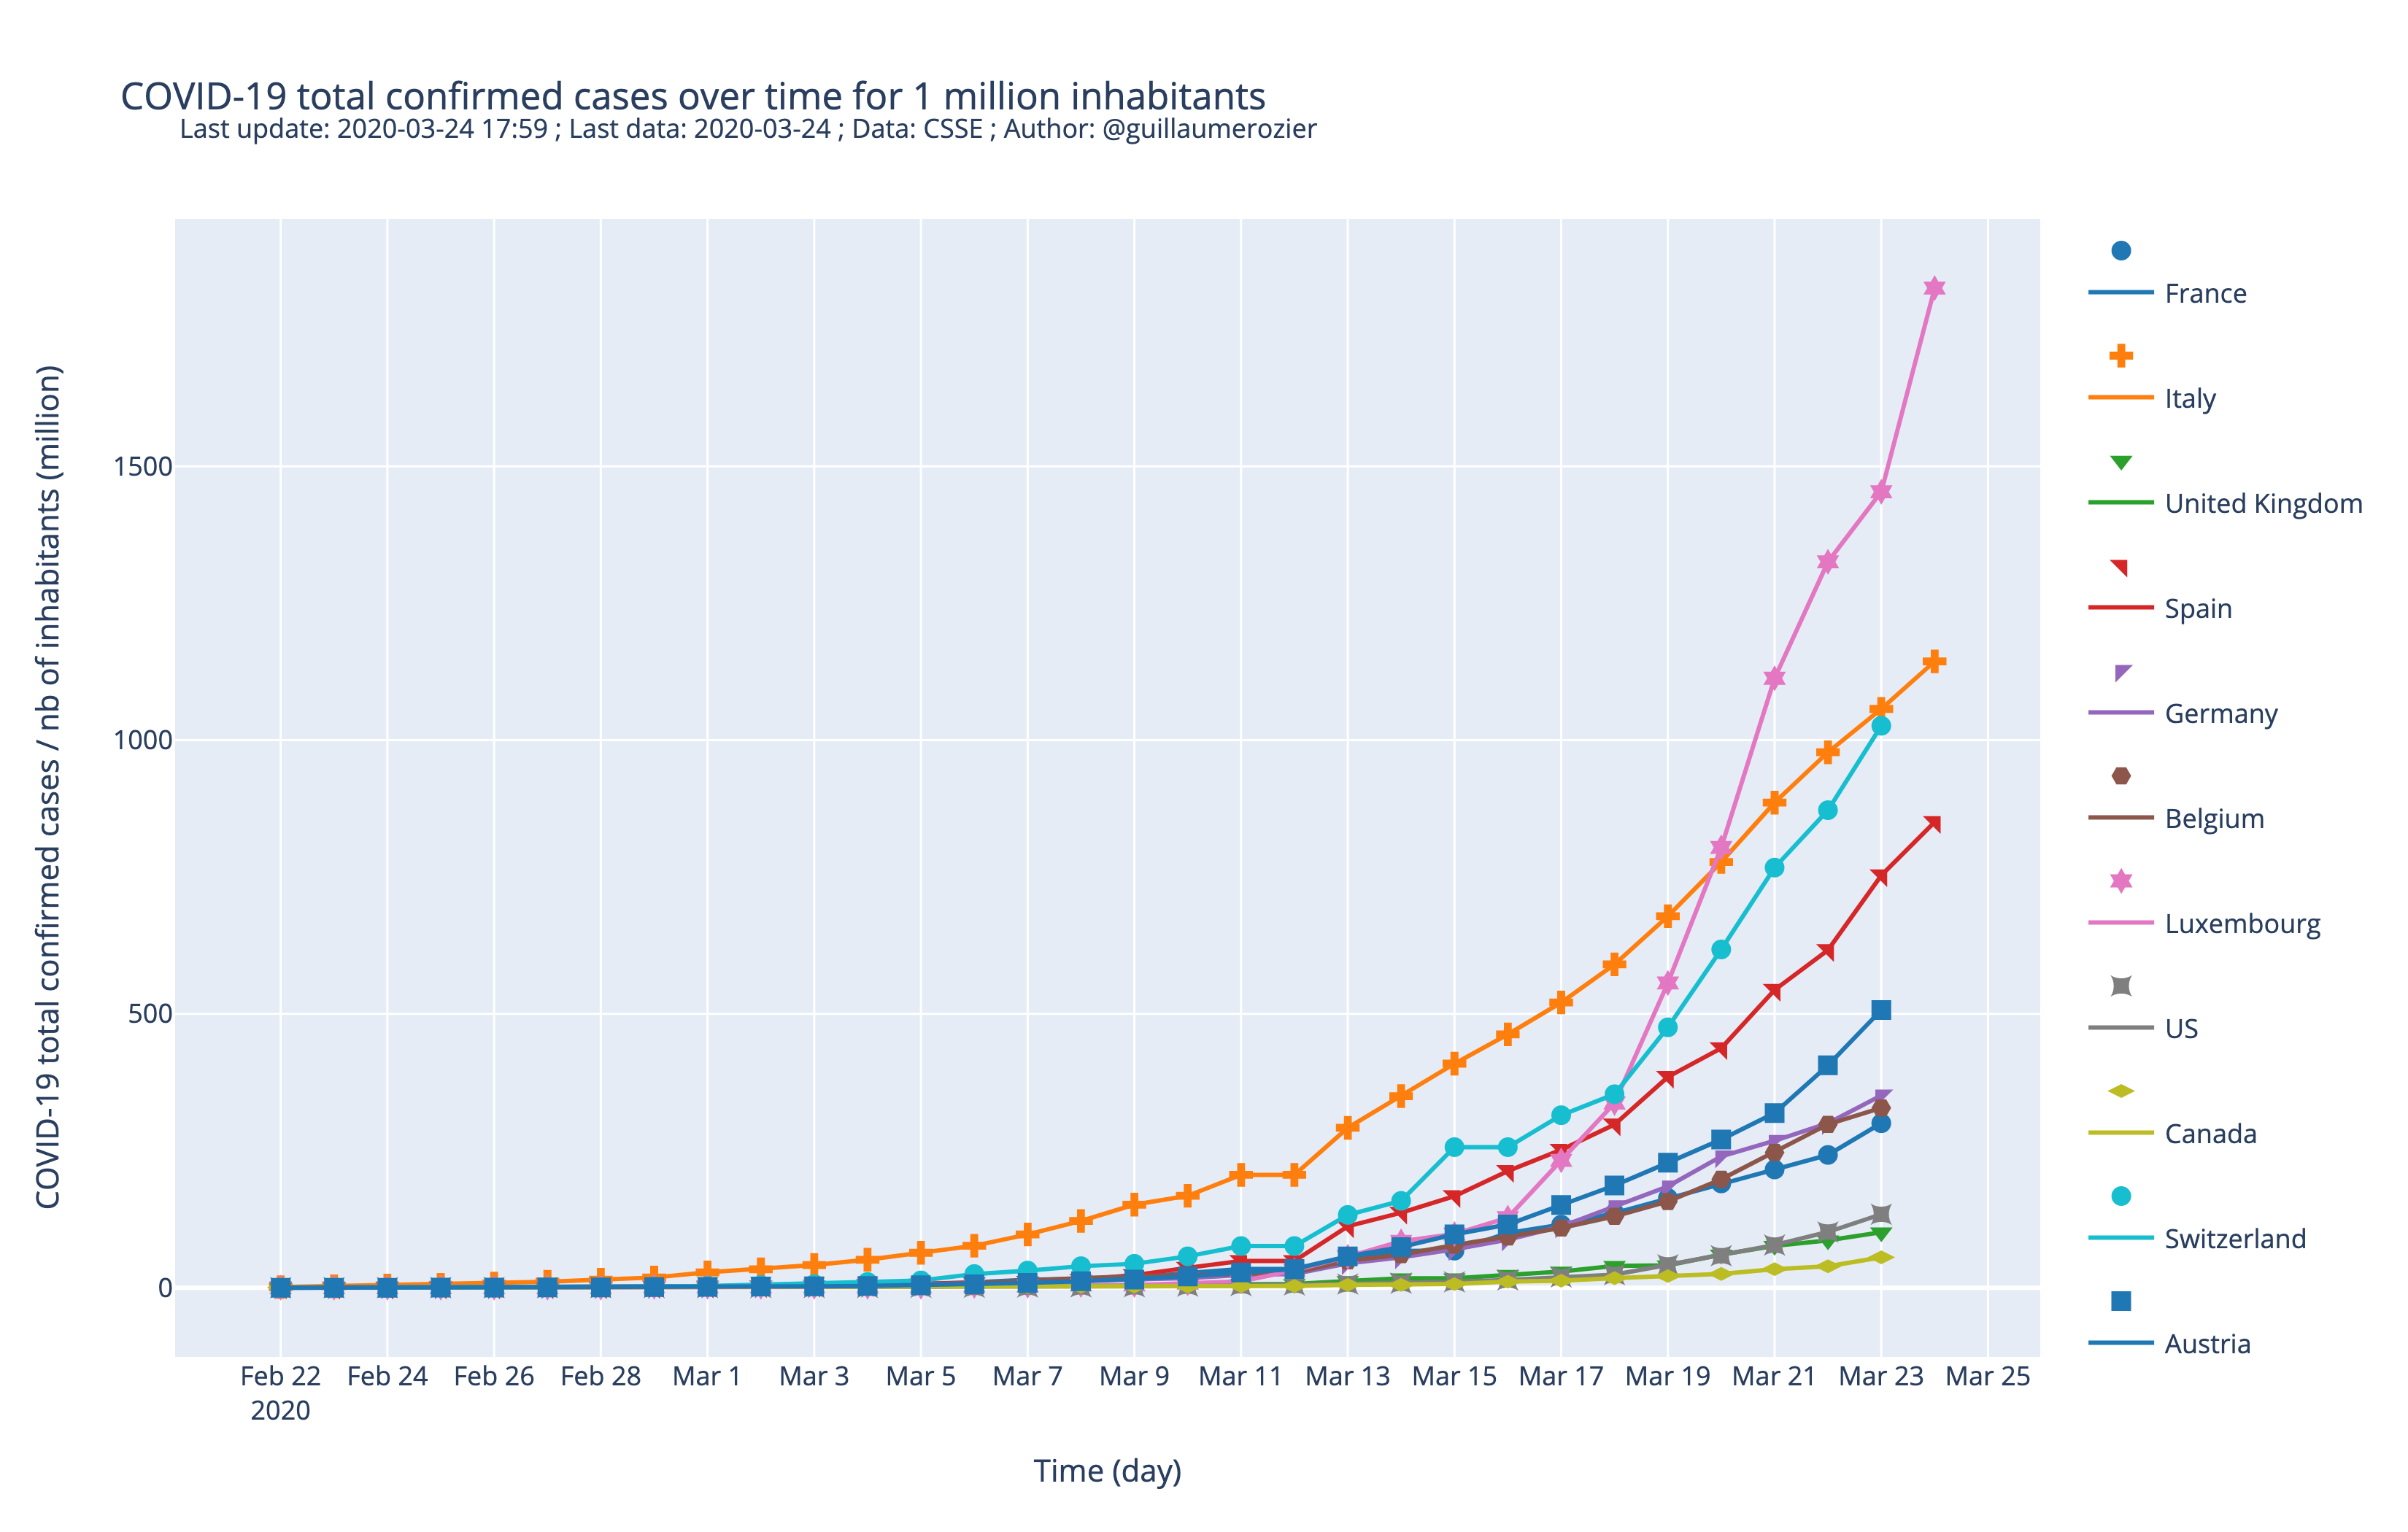 COVID-19 total confirmed cases over time for 1 million inhabitants
Last update: 2020-03-24 17:59 ; Last data: 2020-03-24 ; Data: CSSE ; Author: @guillaumerozier
COVID-19 total confirmed cases / nb of inhabitants (million)
1500
1000
500
0
Feb 22 Feb 24 Feb 26 Feb 28 Mar 1 Mar 3 Mar 5 Mar 7 Mar 9 Mar 11 Mar 13 Mar 15 Mar 17 Mar 19 Mar 21 Mar 23 Mar 25
2020
Time (day)
France
Italy
United Kingdom
Spain
Germany
Belgium
Luxembourg
US
Canada
Switzerland
Austria